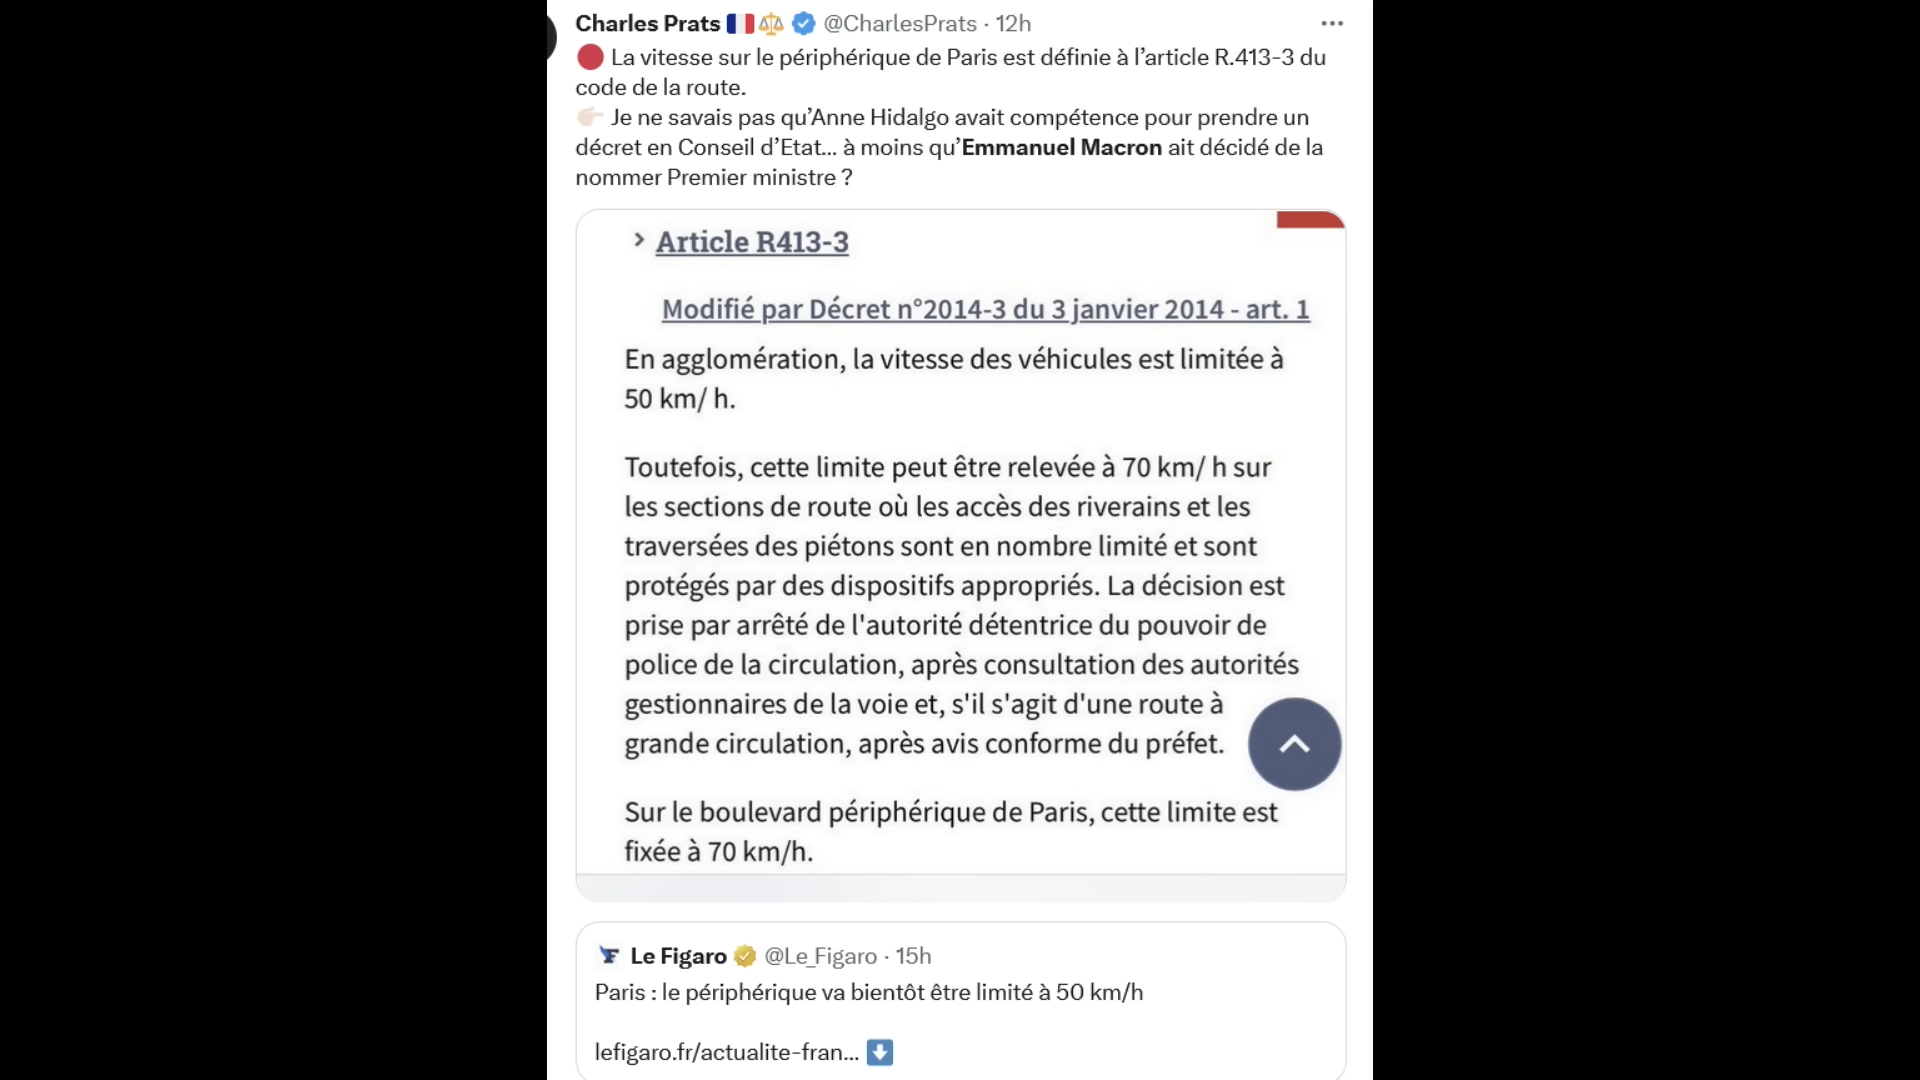 Charles Prats 🇫🇷⚖️ @CharlesPrats · 12h
🔴 La vitesse sur le périphérique de Paris est définie à l’article R.413-3 du
code de la route.
👉🏻 Je ne savais pas qu’Anne Hidalgo avait compétence pour prendre un
décret en Conseil d’Etat... à moins qu’Emmanuel Macron ait décidé de la
nommer Premier ministre ?
Article R413-3
Modifié par Décret n°2014-3 du 3 janvier 2014 - art. 1
En agglomération, la vitesse des véhicules est limitée à
50 km/ h.
Toutefois, cette limite peut être relevée à 70 km/ h sur
les sections de route où les accès des riverains et les
traversées des piétons sont en nombre limité et sont
protégés par des dispositifs appropriés. La décision est
prise par arrêté de l'autorité détentrice du pouvoir de
police de la circulation, après consultation des autorités
gestionnaires de la voie et, s'il s'agit d'une route à
grande circulation, après avis conforme du préfet.
Sur le boulevard périphérique de Paris, cette limite est
fixée à 70 km/h.
Le Figaro @Le_Figaro · 15h
Paris : le périphérique va bientôt être limité à 50 km/h
lefigaro.fr/actualite-fran... ⬇️